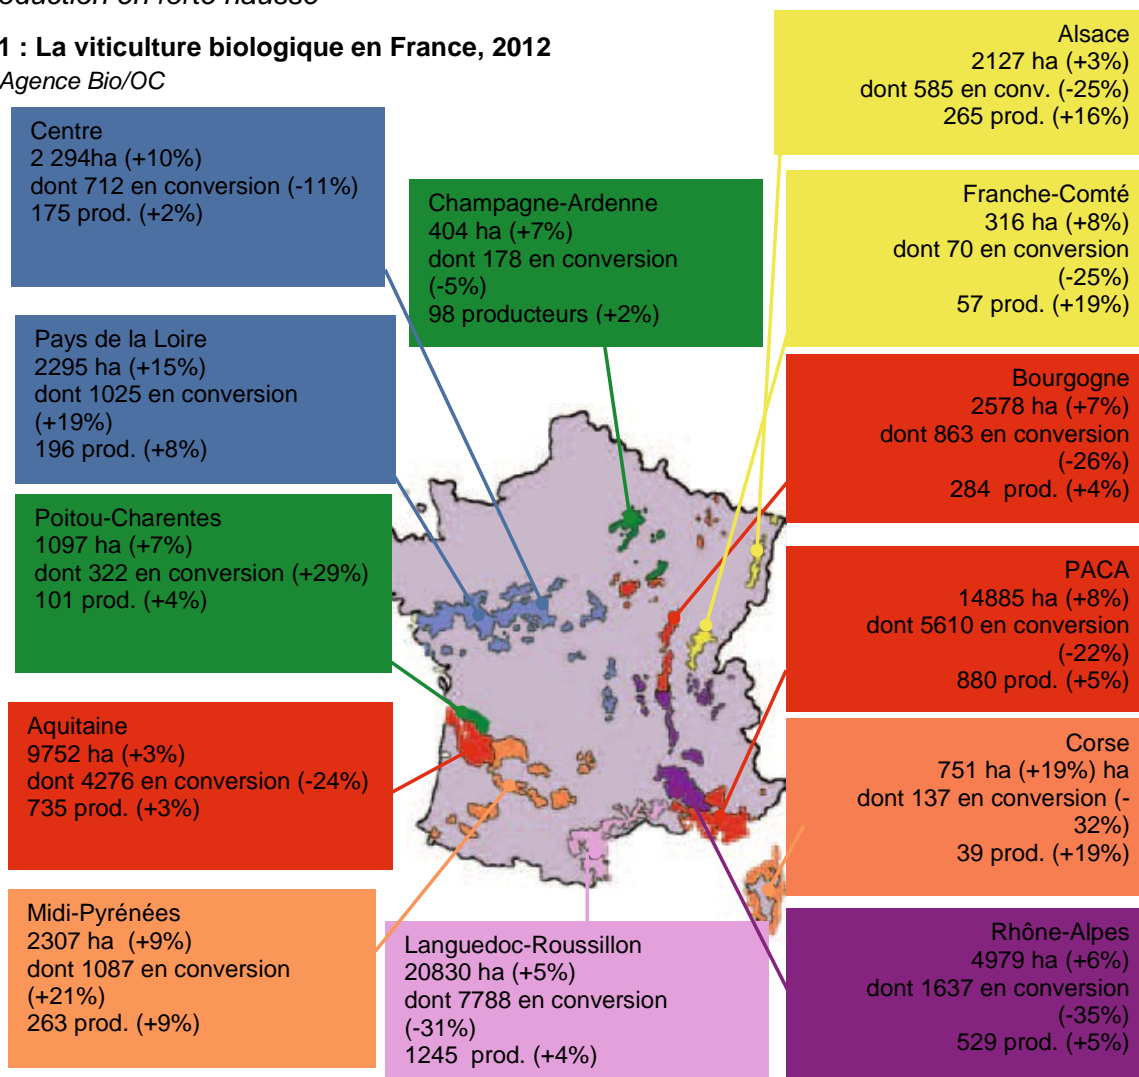 1 : La viticulture biologique en France, 2012
Agence Bio/OC
Centre
2 294ha (+10%)
dont 712 en conversion (-11%)
175 prod. (+2%)
Pays de la Loire
2295 ha (+15%)
dont 1025 en conversion
(+19%)
196 prod. (+8%)
Poitou-Charentes
1097 ha (+7%)
dont 322 en conversion (+29%)
101 prod. (+4%)
Aquitaine
9752 ha (+3%)
dont 4276 en conversion (-24%)
735 prod. (+3%)
Midi-Pyrénées
2307 ha (+9%)
dont 1087 en conversion
(+21%)
263 prod. (+9%)
Champagne-Ardenne
404 ha (+7%)
dont 178 en conversion
(-5%)
98 producteurs (+2%)
Languedoc-Roussillon
20830 ha (+5%)
dont 7788 en conversion
(-31%)
1245 prod. (+4%)
Alsace
2127 ha (+3%)
dont 585 en conv. (-25%)
265 prod. (+16%)
Franche-Comté
316 ha (+8%)
dont 70 en conversion
(-25%)
57 prod. (+19%)
Bourgogne
2578 ha (+7%)
dont 863 en conversion
(-26%)
284 prod. (+4%)
PACA
14885 ha (+8%)
dont 5610 en conversion
(-22%)
880 prod. (+5%)
Corse
751 ha (+19%) ha
dont 137 en conversion (-
32%)
39 prod. (+19%)
Rhône-Alpes
4979 ha (+6%)
dont 1637 en conversion
(-35%)
529 prod. (+5%)